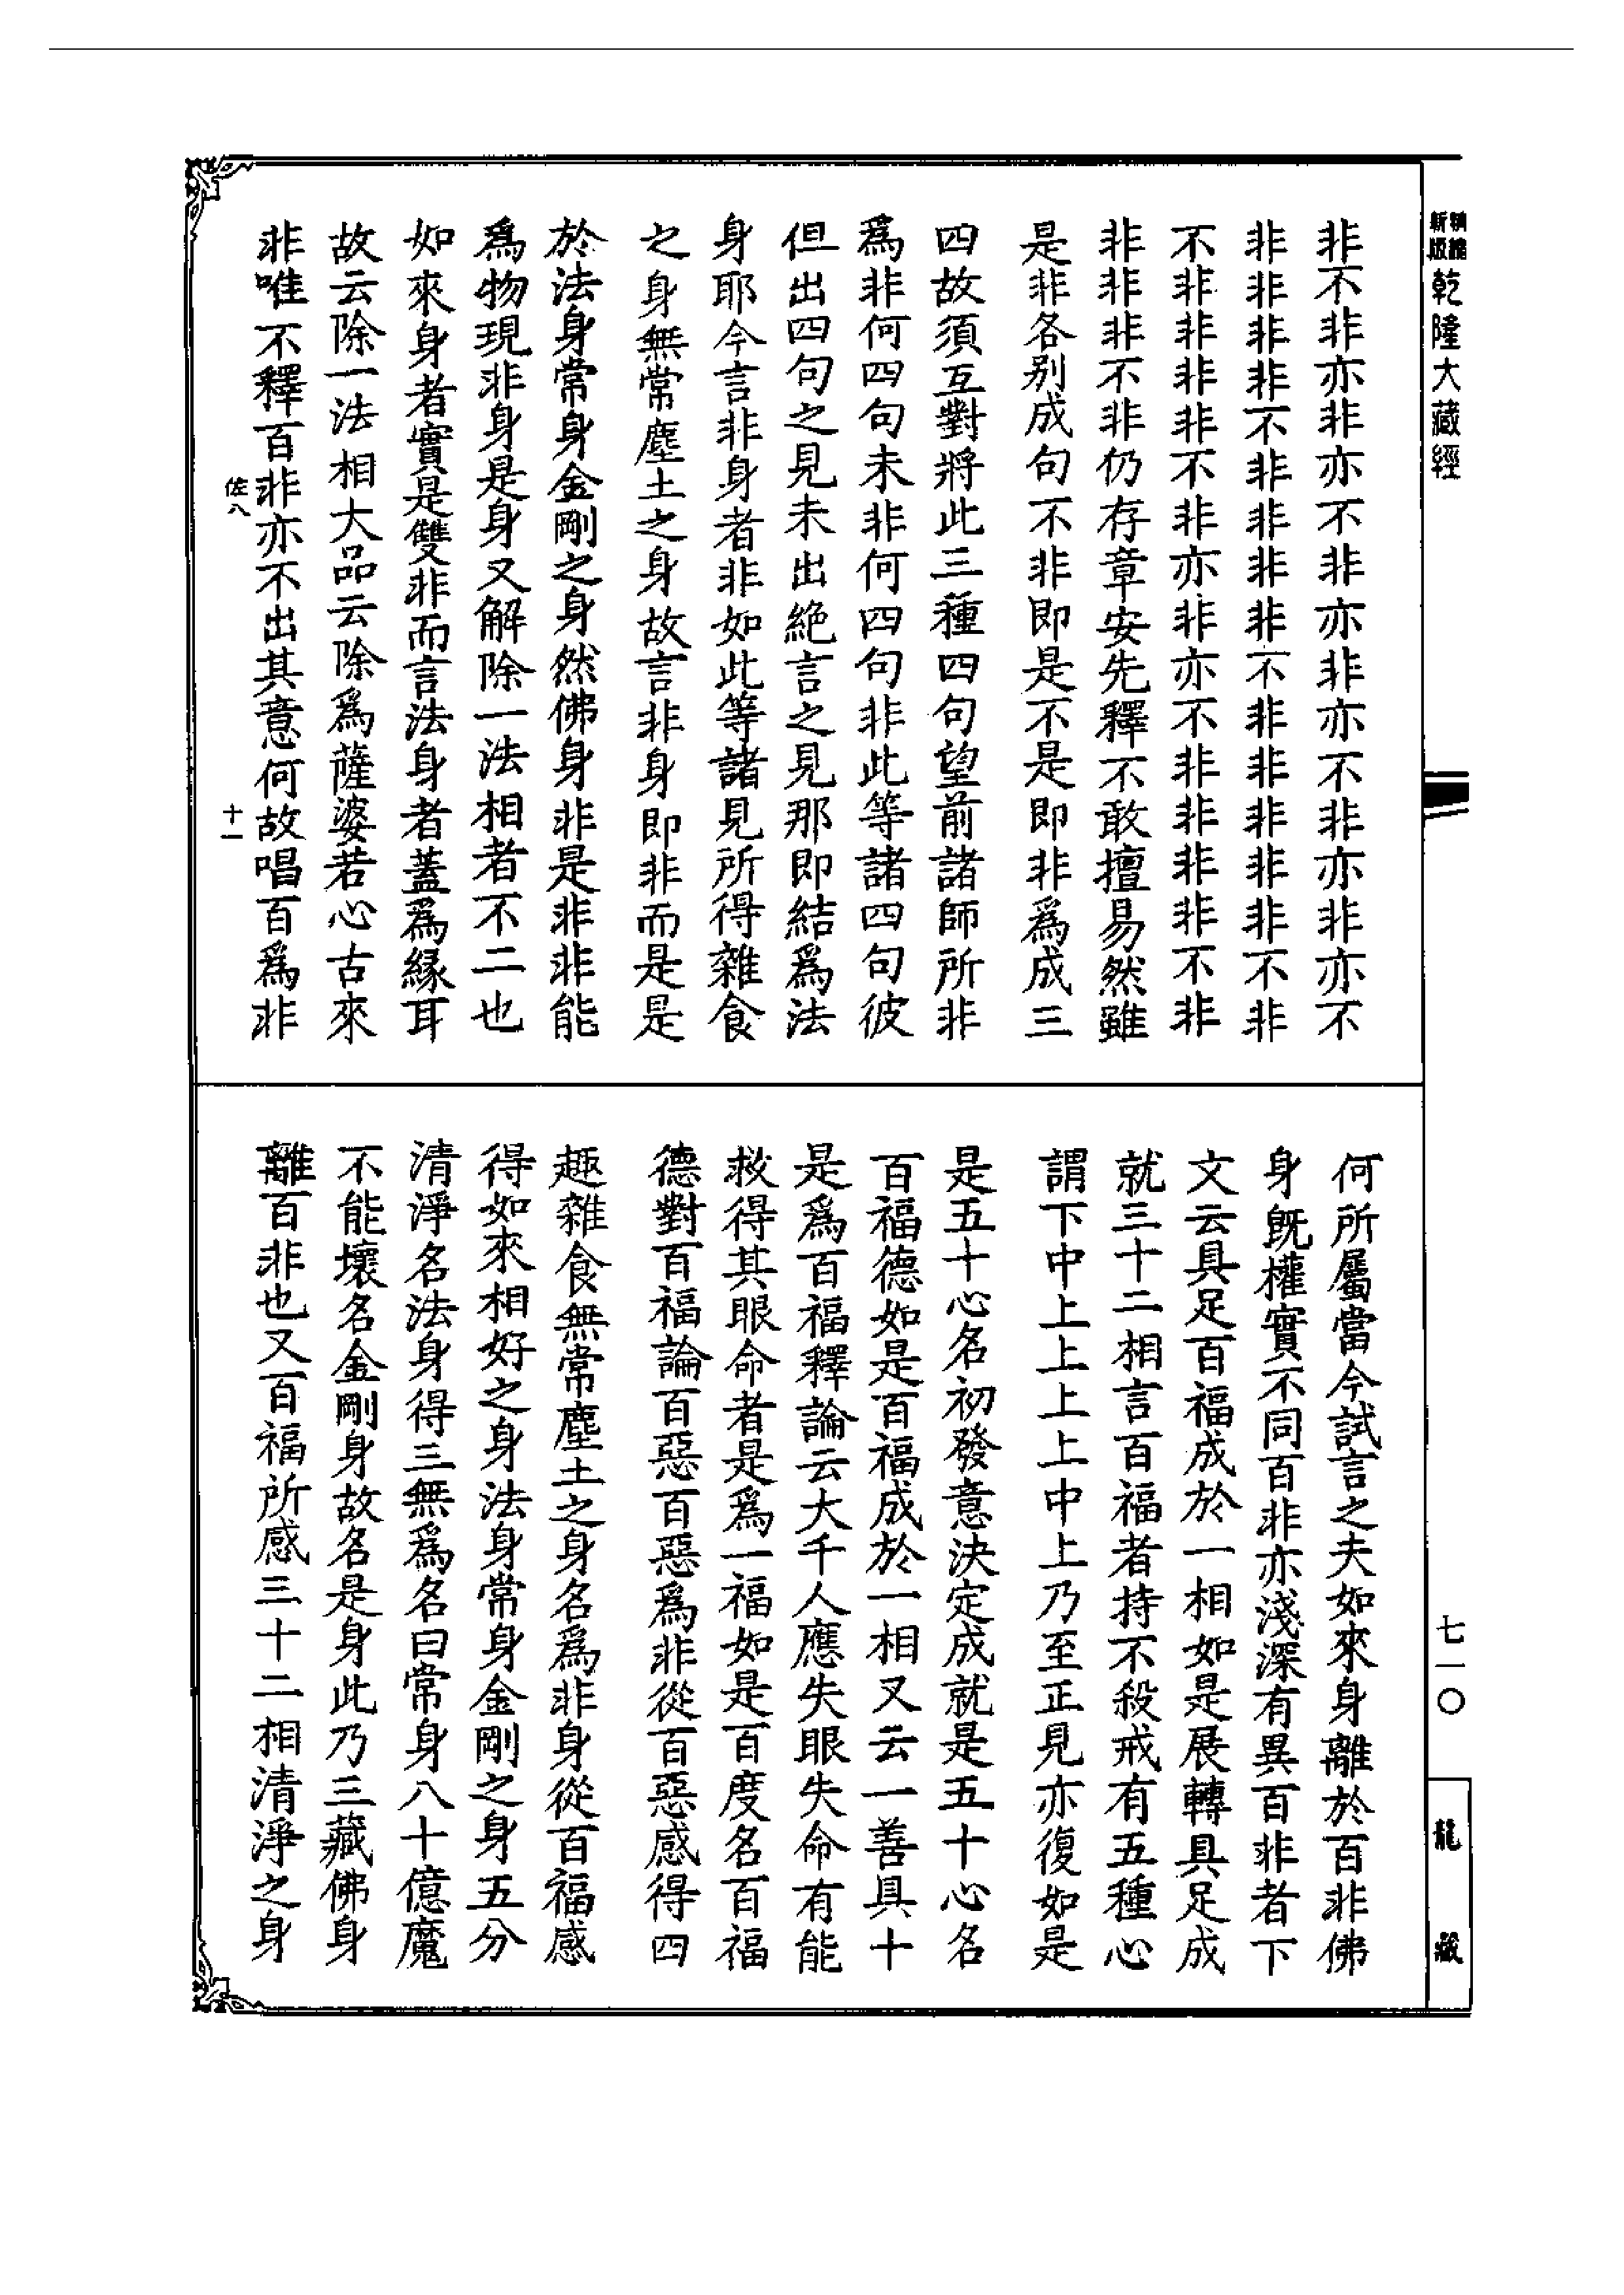 精縮新版乾隆大藏經
非不非亦非亦不非亦非亦不非亦非亦不
非非非非不非非非非不非非非非非不非
不非非非非不非亦非亦不非非非非不非
非非非不非仍存章安先釋不敢擅易然雖
是非各别成句不非即是不是即非爲成三
四故須互對將此三種四句望前諸師所非
爲非何四句未非何四句非此等諸四句彼
但出四句之見未出絶言之見那即結爲法
身耶今言非身者非如此等諸見所得雜食
之身無常塵土之身故言非身即非而是是
於法身常身金剛之身然佛身非是非非能
爲物現非身是身又解除一法相者不二也
如來身者實是雙非而言法身者蓋爲緣耳
故云除一法相大品云除爲薩婆若心古來
非唯不釋百非亦不出其意何故唱百爲非
佐八 十一
何所屬當今試言之夫如來身離於百非佛
身既權實不同百非亦淺深有異百非者下
文云具足百福成於一相如是展轉具足成
就三十二相言百福者持不殺戒有五種心
謂下中上上上上中上乃至正見亦復如是
是五十心名初發意決定成就是五十心名
百福德如是百福成於一相又云一善具十
是爲百福釋論云大千人應失眼失命有能
救得其眼命者是爲一福如是百度名百福
德對百福論百惡百惡爲非從百惡感得四
趣雜食無常塵土之身名爲非身從百福感
得如來相好之身法身常身金剛之身五分
清淨名法身得三無爲名曰常身八十億魔
不能壞名金剛身故名是身此乃三藏佛身
離百非也又百福所感三十二相清淨之身
七一〇
龍藏